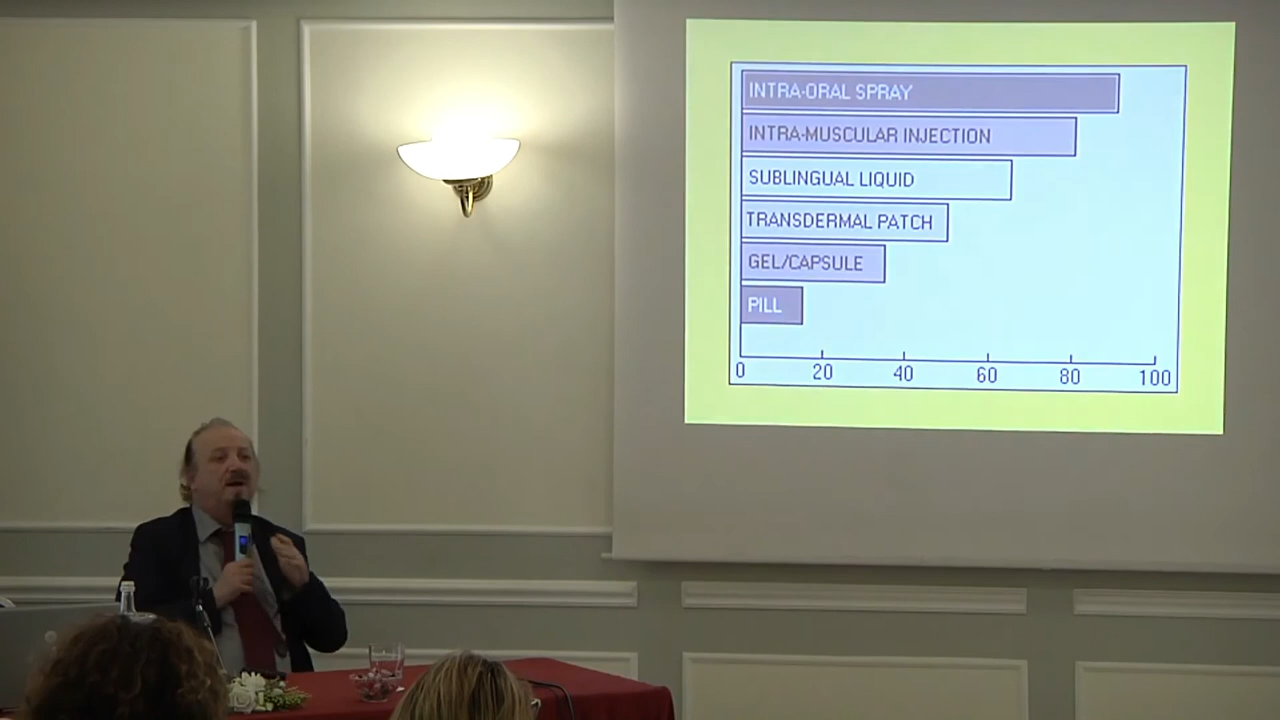 INTRA-ORAL SPRAY
INTRA-MUSCULAR INJECTION
SUBLINGUAL LIQUID
TRANSDERMAL PATCH
GEL/CAPSULE
PILL
0 20 40 60 80 100